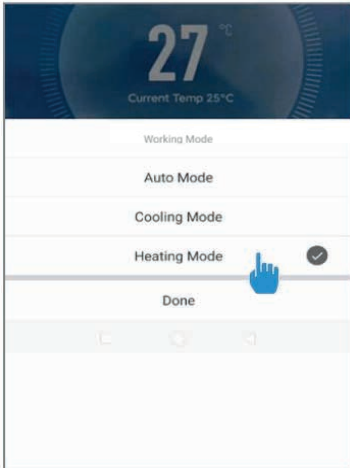 27 °C
Current Temp 25°C
Working Mode
Auto Mode
Cooling Mode
Heating Mode
Done